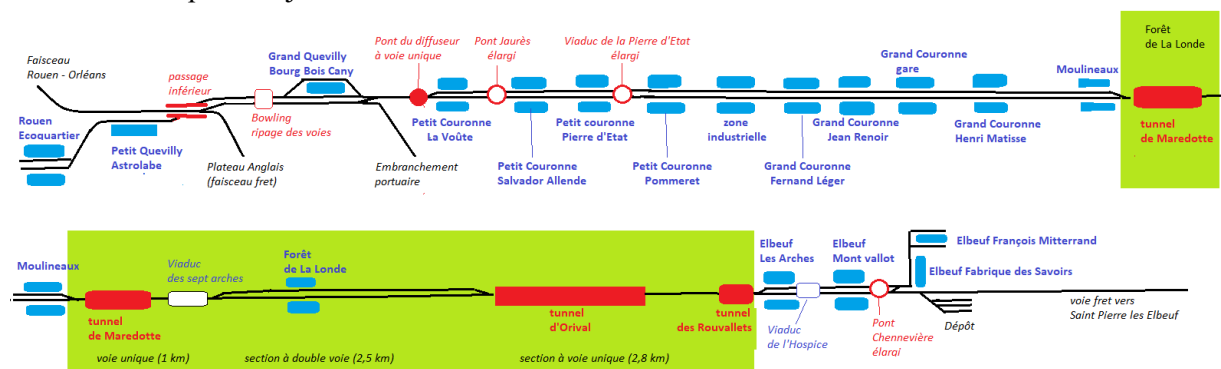 Faisceau
Rouen - Orléans
passage
inférieur
Grand Quevilly
Bourg Bois Cany
Pont du diffuseur
à voie unique
Pont Jaurès
élargi
Viaduc de la Pierre d'Etat
élargi
Grand Couronne
gare
Moulineaux
Forêt
de La Londe
Rouen
Ecoquartier
Petit Quevilly
Astrolabe
Bowling
ripage des voies
Plateau Anglais
(faisceau fret)
Embranchement
portuaire
Petit Couronne
La Voûte
Petit Couronne
Salvador Allende
Petit couronne
Pierre d'Etat
Petit Couronne
Pommeret
zone
industrielle
Grand Couronne
Fernand Léger
Grand Couronne
Jean Renoir
Grand Couronne
Henri Matisse
tunnel
de Maredotte
Moulineaux
Viaduc
des sept arches
Forêt
de La Londe
Elbeuf
Les Arches
Elbeuf
Mont vallot
Elbeuf François Mitterrand
Elbeuf Fabrique des Savoirs
tunnel
de Maredotte
tunnel
d'Orival
tunnel
des Rouvallets
Viaduc
de l'Hospice
Pont
Chennevière
élargi
Dépôt
voie fret vers
Saint Pierre les Elbeuf
voie unique (1 km)
section à double voie (2,5 km)
section à voie unique (2,8 km)